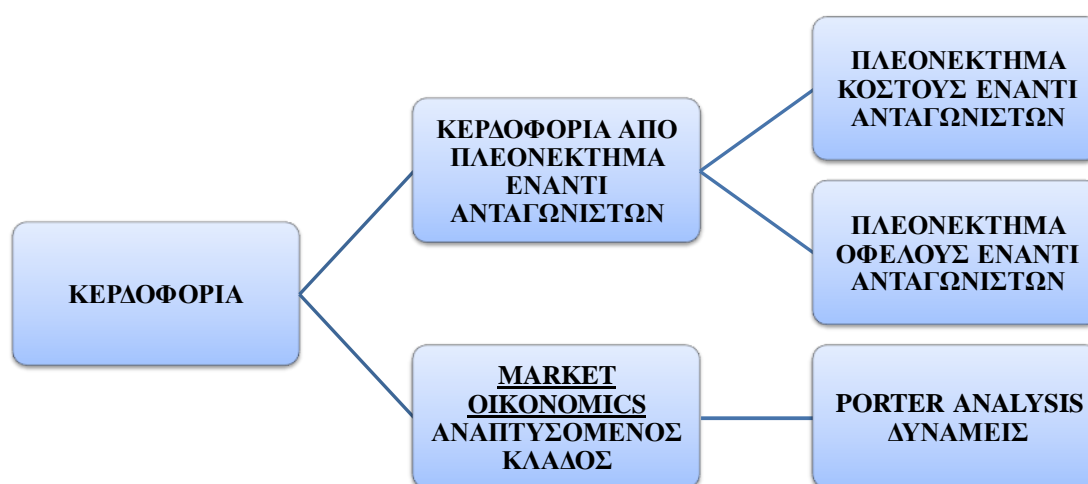 ΚΕΡΔΟΦΟΡΙΑ
ΚΕΡΔΟΦΟΡΙΑ ΑΠΟ
ΠΛΕΟΝΕΚΤΗΜΑ
ΕΝΑΝΤΙ
ΑΝΤΑΓΩΝΙΣΤΩΝ
ΠΛΕΟΝΕΚΤΗΜΑ
ΚΟΣΤΟΥΣ ΕΝΑΝΤΙ
ΑΝΤΑΓΩΝΙΣΤΩΝ
ΠΛΕΟΝΕΚΤΗΜΑ
ΟΦΕΛΟΥΣ ΕΝΑΝΤΙ
ΑΝΤΑΓΩΝΙΣΤΩΝ
MARKET
OIKONOMICS
ΑΝΑΠΤΥΣΟΜΕΝΟΣ
ΚΛΑΔΟΣ
PORTER ANALYSIS
ΔΥΝΑΜΕΙΣ